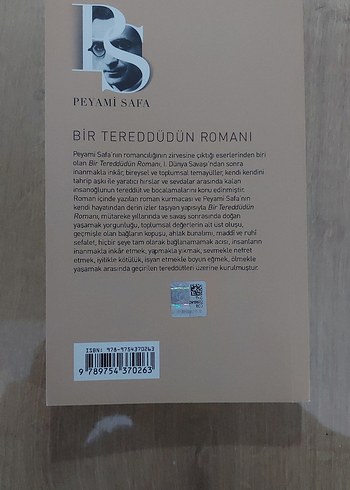 PS
PEYAMİ SAFA
BİR TEREDDÜDÜN ROMANI
Peyami Safa'nın romancılığının zirvesine çıktığı eserlerinden biri
olan Bir Tereddüdün Romanı, I. Dünya Savaşı'ndan sonra
inanmakla inkâr, bireysel ve toplumsal temayüller, kendi kendini
tahrip aşkı ile yaratıcı hırslar ve sevdalar arasında kalan
insanoğlunun tereddüt ve bocalamalarını konu edinmiştir.
Roman içinde yazılan roman kurmacası ve Peyami Safa'nın
kendi hayatından derin izler taşıyan yapısıyla Bir Tereddüdün
Romanı, mütareke yıllarında ve savaş sonrasında doğan
yaşamak yorgunluğu, toplumsal değerlerin alt üst oluşu,
geçmişle olan bağların kopuşu, ahlak bunalımı, maddî ve ruhî
sefalet, hiçbir şeye tam olarak bağlanamamak acısı, insanların
inanmakla inkâr etmek, yapmakla yıkmak, sevmekle nefret
etmek, iyilikle kötülük, isyan etmekle boyun eğmek, ölmekle
yaşamak arasında geçirilen tereddütleri üzerine kurulmuştur.
ISBN: 978-9754370263
9 789754 370263